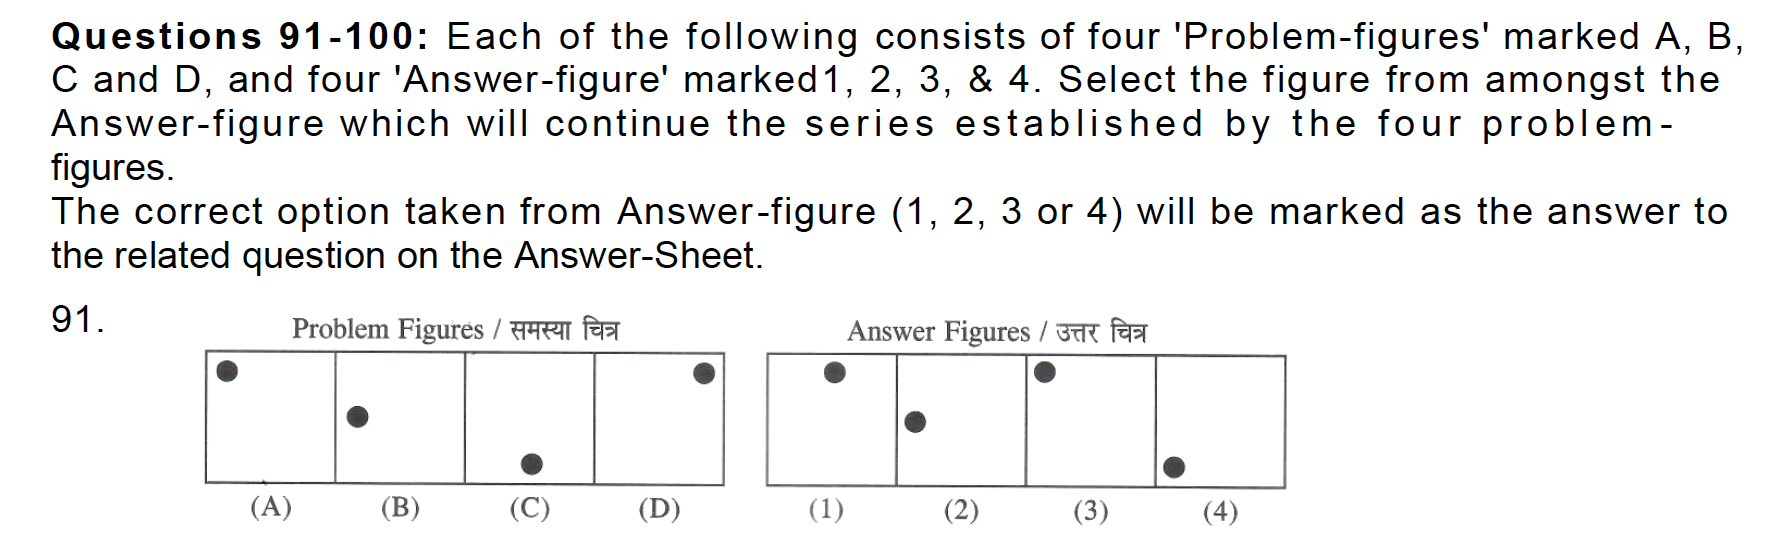 Questions 91-100: Each of the following consists of four 'Problem-figures' marked A, B,
C and D, and four 'Answer-figure' marked1, 2, 3, & 4. Select the figure from amongst the
Answer-figure which will continue the series established by the four problem-
figures.
The correct option taken from Answer-figure (1, 2, 3 or 4) will be marked as the answer to
the related question on the Answer-Sheet.
91.
Problem Figures / समस्या चित्र
Answer Figures / उत्तर चित्र
(A) (B) (C) (D)
(1) (2) (3) (4)